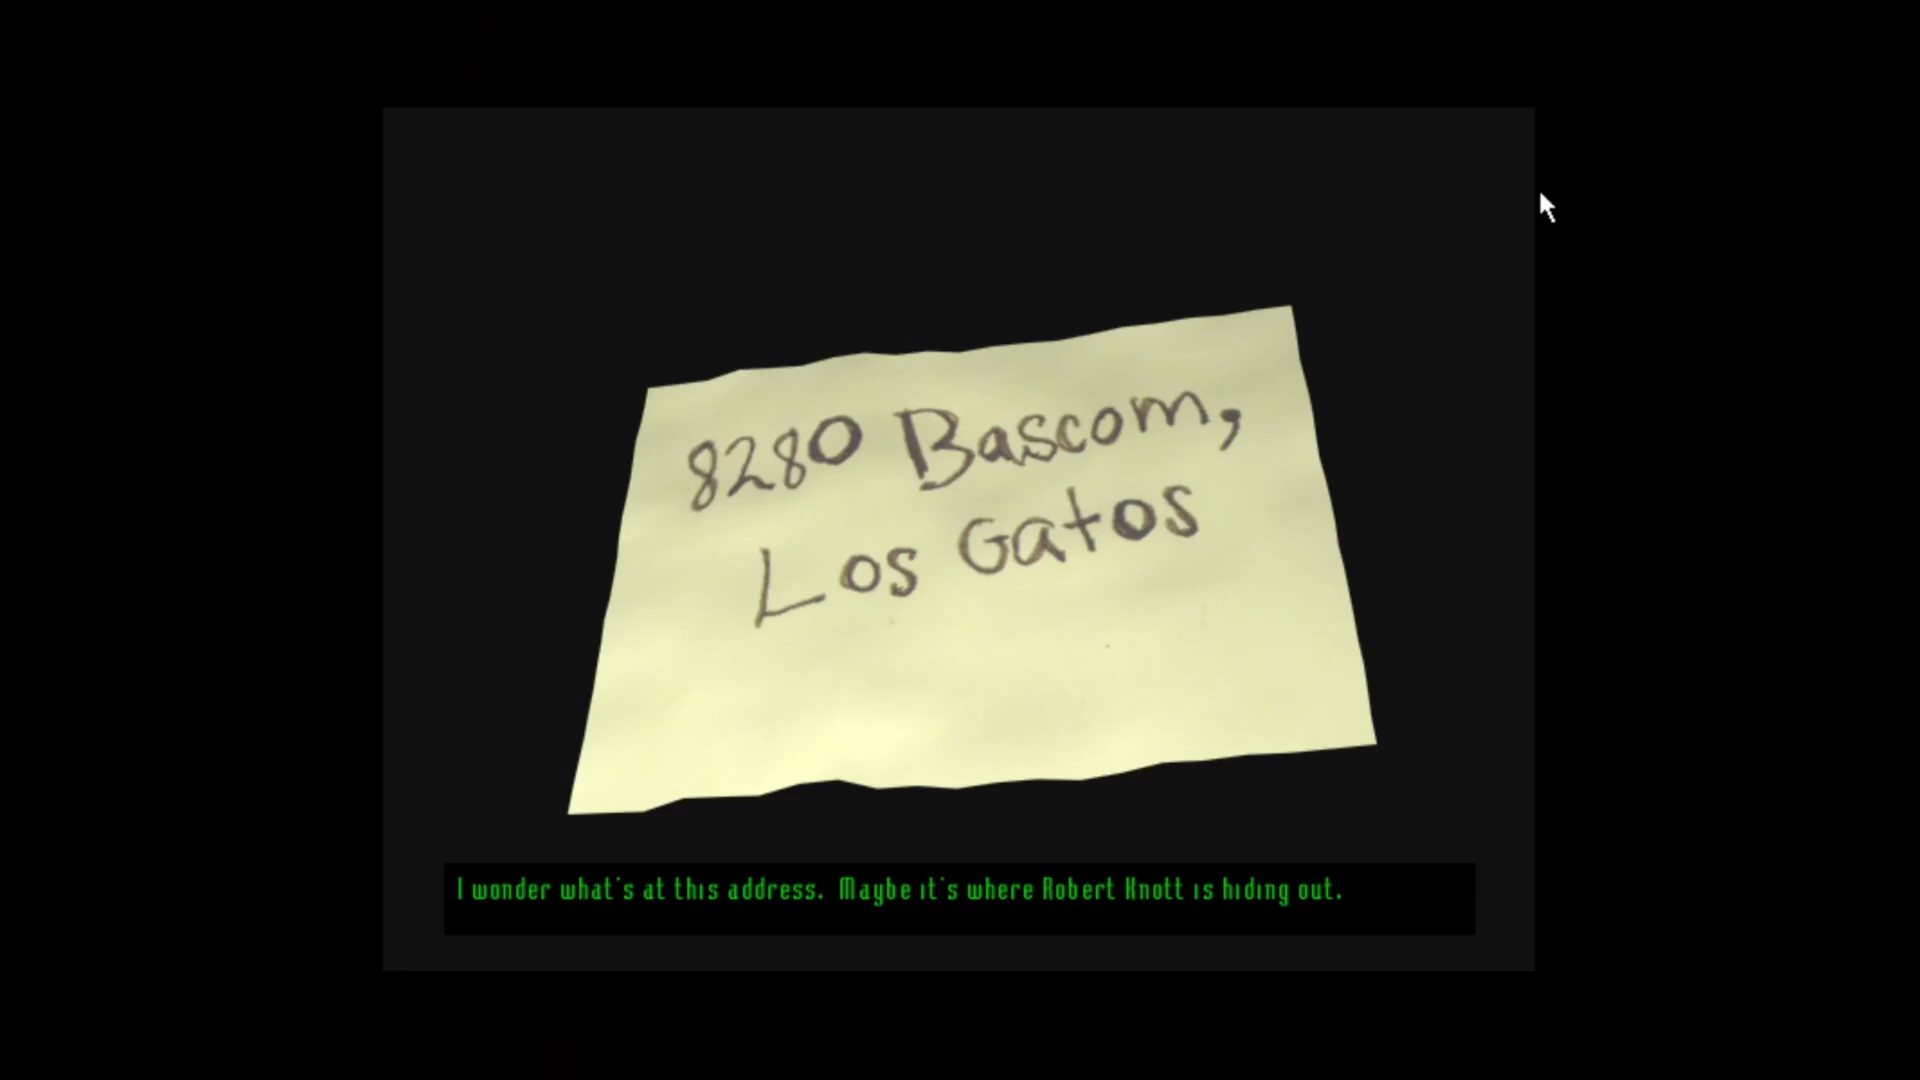 8280 Bascom,
Los Gatos
I wonder what's at this address. Maybe it's where Robert Knott is hiding out.